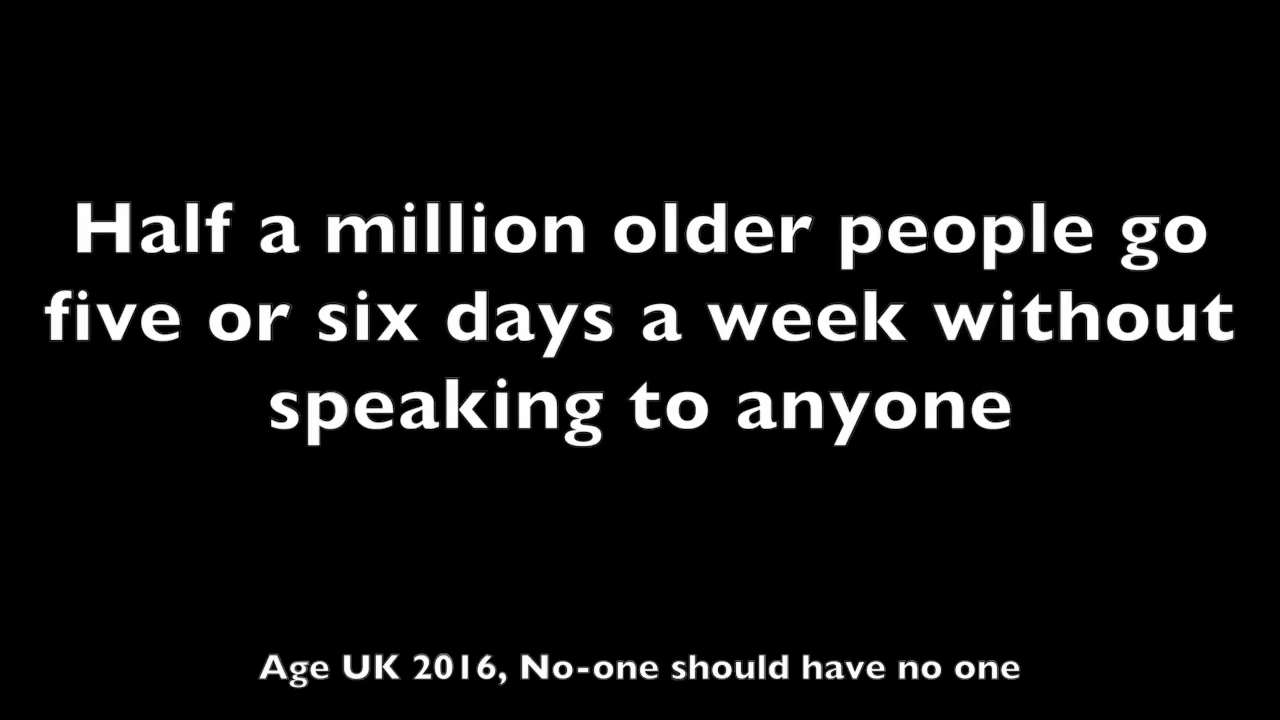 Half a million older people go
five or six days a week without
speaking to anyone
Age UK 2016, No-one should have no one